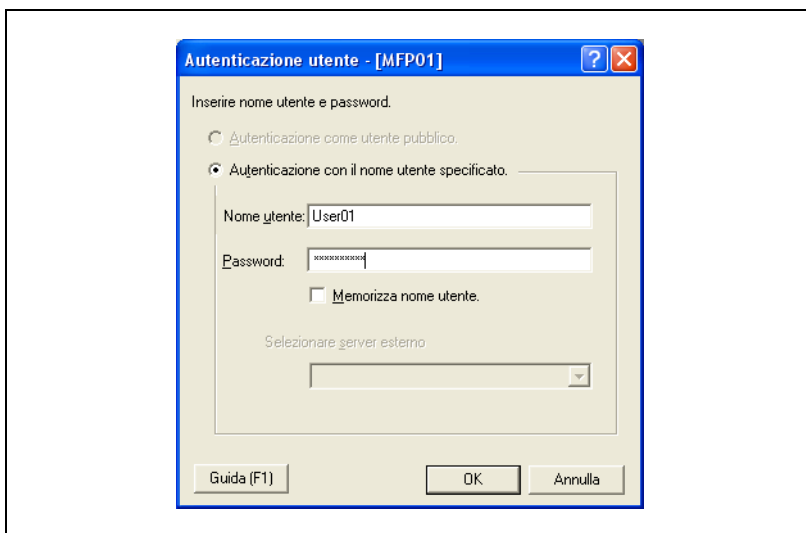 Autenticazione utente - [MFP01]
Inserire nome utente e password.
Autenticazione come utente pubblico.
Autenticazione con il nome utente specificato.
Nome utente: User01
Password: **********
Memorizza nome utente.
Selezionare server esterno
Guida (F1) OK Annulla